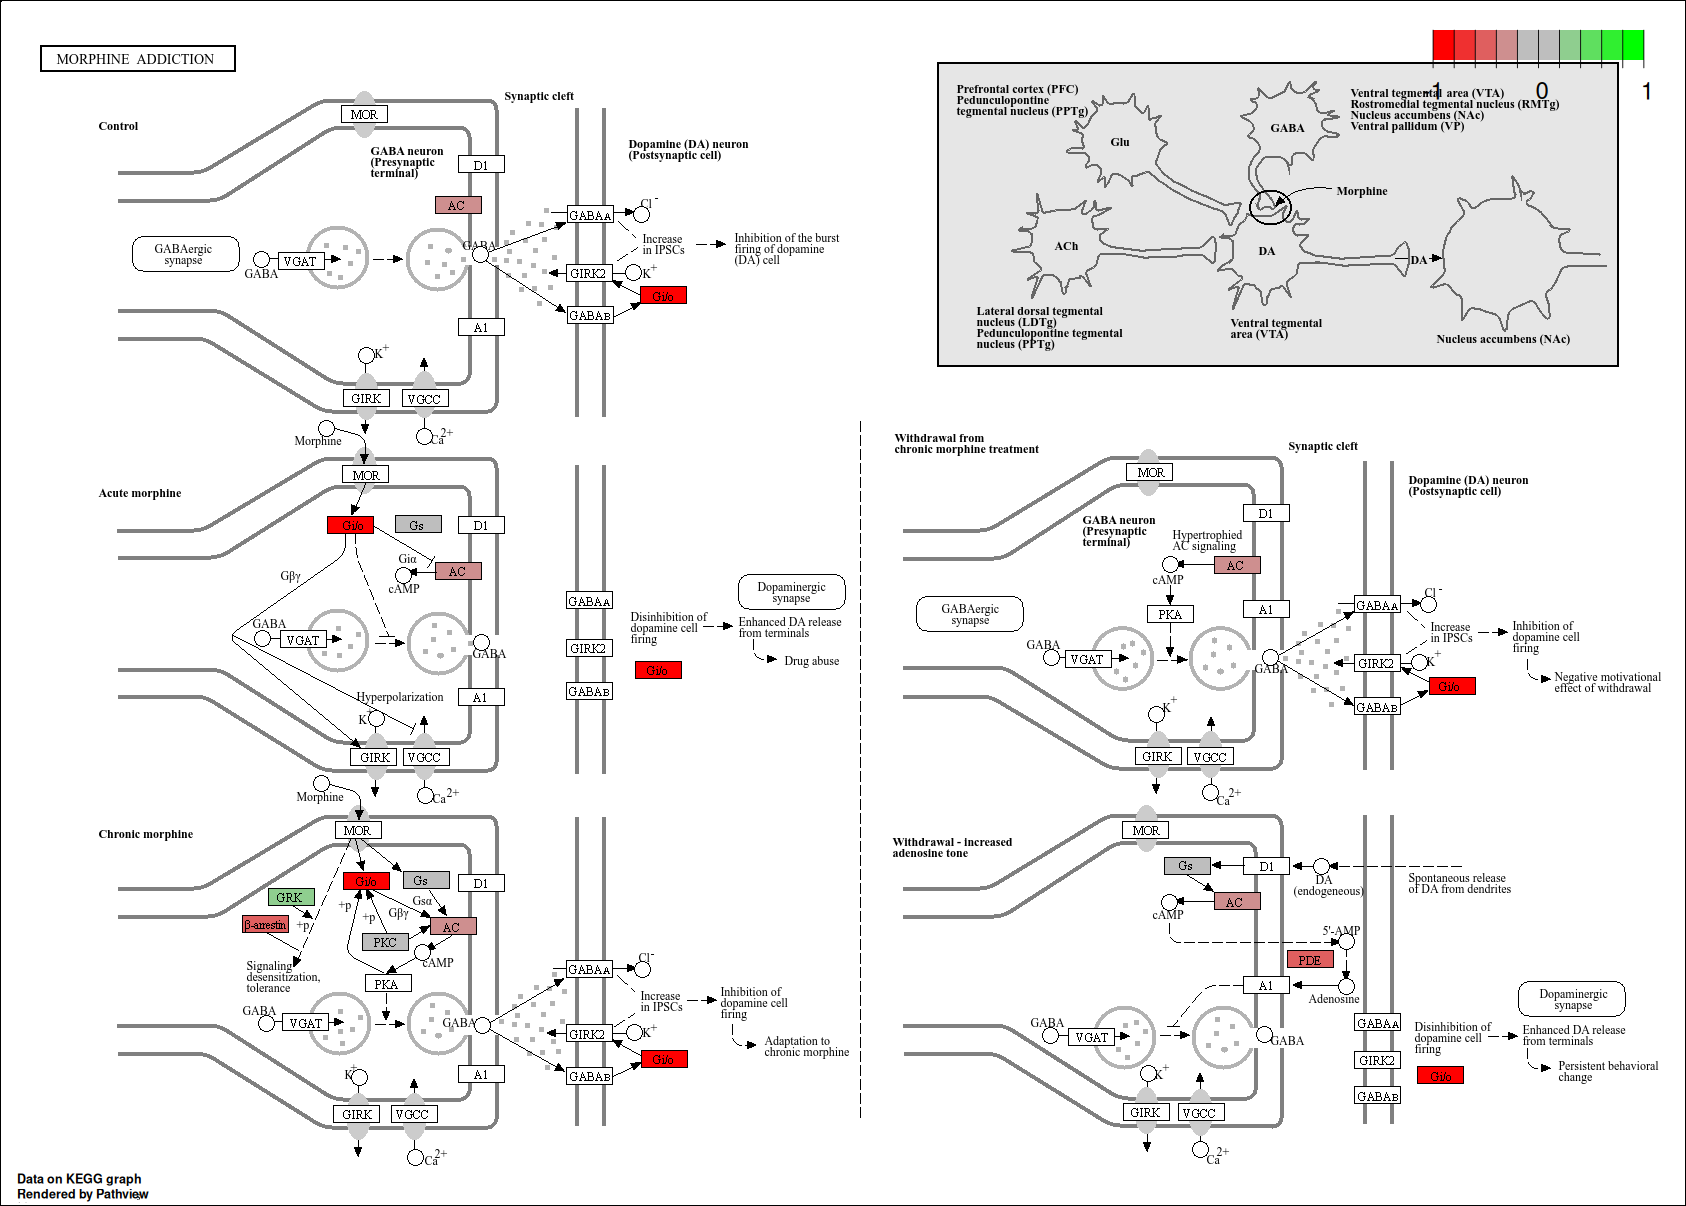 MORPHINE ADDICTION
-1
0
1
Prefrontal cortex (PFC)
Pedunculopontine
tegmental nucleus (PPTg)
Glu
GABA
Ventral tegmental area (VTA)
Rostromedial tegmental nucleus (RMTg)
Nucleus accumbens (NAc)
Ventral pallidum (VP)
Morphine
ACh
DA
DA
Lateral dorsal tegmental
nucleus (LDTg)
Pedunculopontine tegmental
nucleus (PPTg)
Ventral tegmental
area (VTA)
Nucleus accumbens (NAc)
Control
MOR
Synaptic cleft
GABA neuron
(Presynaptic
terminal)
D1
Dopamine (DA) neuron
(Postsynaptic cell)
AC
GABAA
Cl -
GABAergic
synapse
GABA
VGAT
GABA
Increase
in IPSCs
Inhibition of the burst
firing of dopamine
(DA) cell
GIRK2
K+
Gi/o
GABAB
A1
K+
GIRK
VGCC
Ca2+
Morphine
MOR
Acute morphine
Gi/o
Gs
D1
Giα
AC
cAMP
Gβγ
GABA
VGAT
GABA
Hyperpolarization
K+
A1
GIRK
VGCC
Ca2+
GABAA
GIRK2
GABAB
Disinhibition of
dopamine cell
firing
Gi/o
Dopaminergic
synapse
Enhanced DA release
from terminals
Drug abuse
Morphine
MOR
Chronic morphine
Gi/o
Gs
D1
GRK
+p
+p
Gβγ
Gsα
β-arrestin
+p
PKC
AC
cAMP
Signaling
desensitization,
tolerance
PKA
GABA
VGAT
GABA
GABAA
Cl-
Increase
in IPSCs
Inhibition of
dopamine cell
firing
GIRK2
K+
Gi/o
GABAB
Adaptation to
chronic morphine
A1
K+
GIRK
VGCC
Ca2+
Withdrawal from
chronic morphine treatment
Synaptic cleft
MOR
Dopamine (DA) neuron
(Postsynaptic cell)
GABA neuron
(Presynaptic
terminal)
D1
Hypertrophied
AC signaling
AC
cAMP
PKA
A1
GABAergic
synapse
GABA
VGAT
GABA
GABAA
Cl -
Increase
in IPSCs
Inhibition of
dopamine cell
firing
GIRK2
K+
Gi/o
GABAB
Negative motivational
effect of withdrawal
K+
GIRK
VGCC
Ca2+
Withdrawal - increased
adenosine tone
MOR
Gs
D1
DA
(endogeneous)
Spontaneous release
of DA from dendrites
AC
cAMP
5'-AMP
PDE
A1
Adenosine
GABA
VGAT
GABA
GABAA
GIRK2
GABAB
Disinhibition of
dopamine cell
firing
Gi/o
Dopaminergic
synapse
Enhanced DA release
from terminals
Persistent behavioral
change
K+
GIRK
VGCC
Ca2+
Data on KEGG graph
Rendered by Pathview